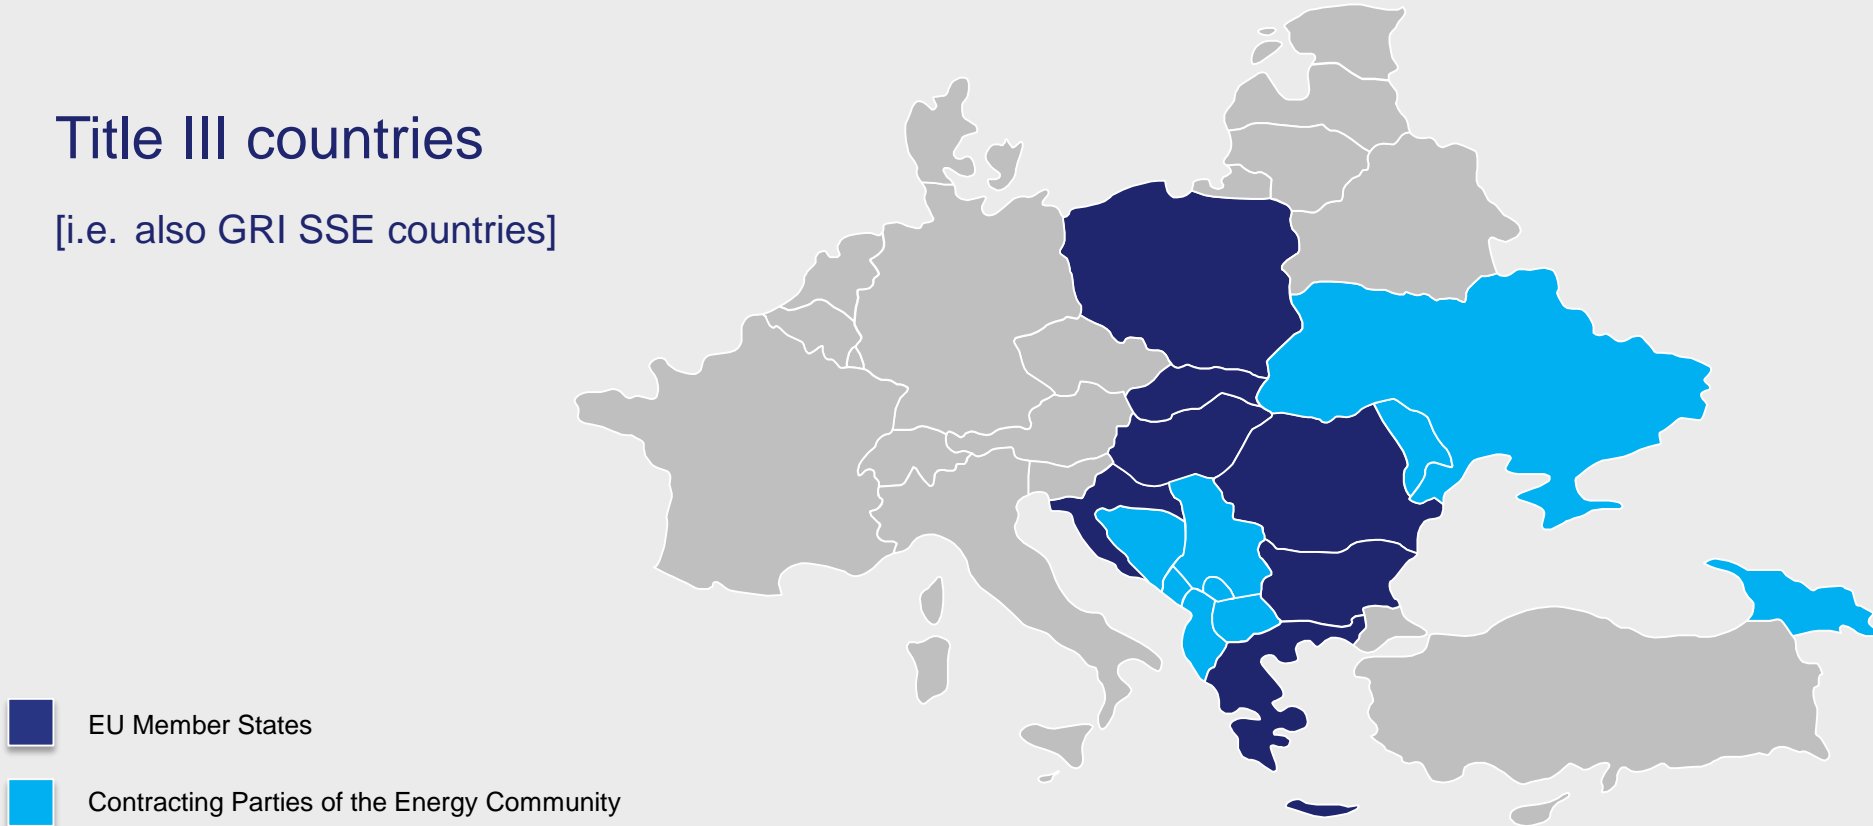 Title III countries
[i.e. also GRI SSE countries]
EU Member States
Contracting Parties of the Energy Community